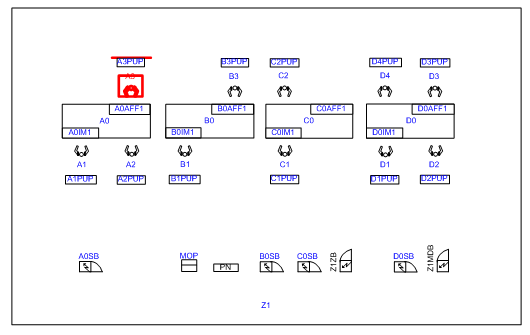 A3PUP B3PUP C2PUP D4PUP D3PUP
A3 B3 C2 D4 D3
A0AFF1 B0AFF1 C0AFF1 D0AFF1
A0 B0 C0 D0
A0IM1 B0IM1 C0IM1 D0IM1
A1 A2 B1 C1 D1 D2
A1PUP A2PUP B1PUP C1PUP D1PUP D2PUP
A0SB MOP PN B0SB C0SB Z1ZB D0SB Z1MDB
Z1